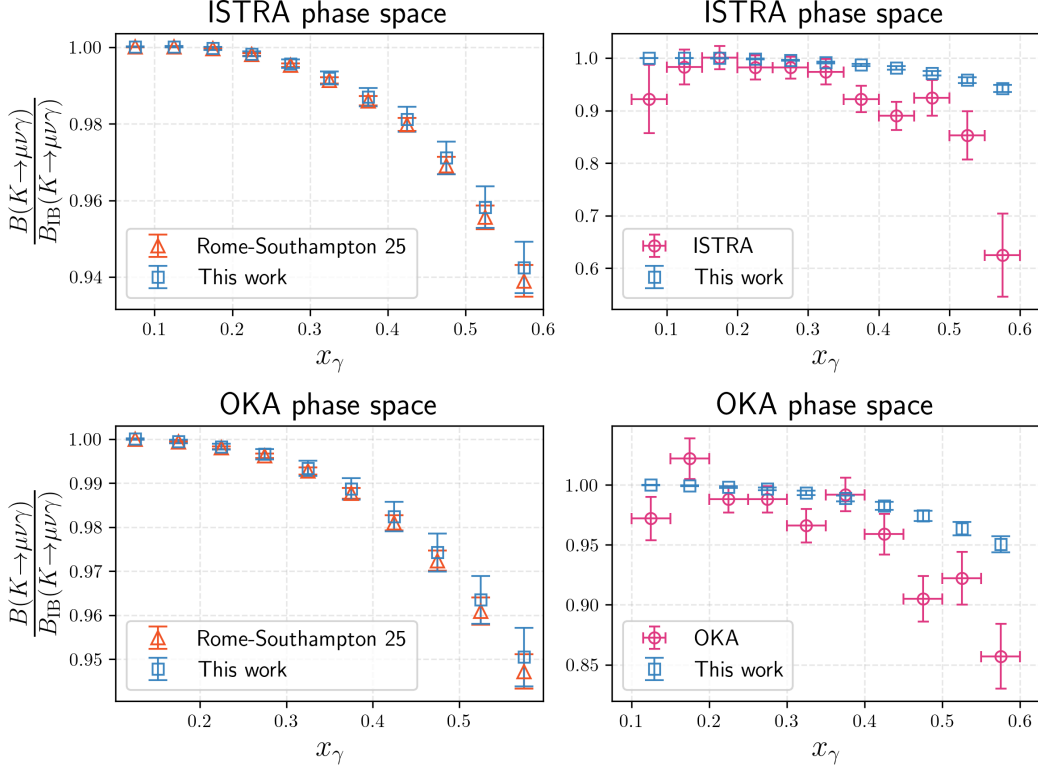 ISTRA phase space
B(K→μνγ)
B_IB(K→μνγ)
1.00
0.98
0.96
0.94
Rome-Southampton 25
This work
0.1
0.2
0.3
0.4
0.5
0.6
x_γ
ISTRA phase space
1.0
0.9
0.8
0.7
0.6
ISTRA
This work
0.1
0.2
0.3
0.4
0.5
0.6
x_γ
OKA phase space
B(K→μνγ)
B_IB(K→μνγ)
1.00
0.99
0.98
0.97
0.96
0.95
Rome-Southampton 25
This work
0.2
0.3
0.4
0.5
x_γ
OKA phase space
1.00
0.95
0.90
0.85
OKA
This work
0.1
0.2
0.3
0.4
0.5
0.6
x_γ